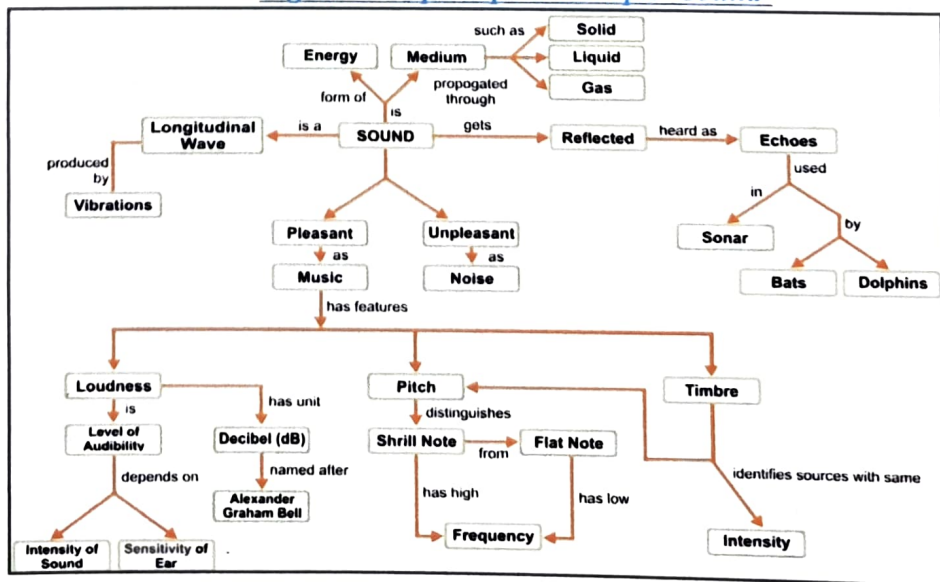 such as
Solid
Energy
Medium
Liquid
form of
propogated
through
Gas
is
Longitudinal
Wave
is a
SOUND
gets
Reflected
heard as
Echoes
produced
by
Vibrations
used
in
by
Pleasant
Unpleasant
Sonar
as
as
Music
Noise
Bats
Dolphins
has features
Loudness
Pitch
Timbre
is
has unit
distinguishes
Level of
Audibility
Decibel (dB)
Shrill Note
from
Flat Note
depends on
named after
identifies sources with same
has high
has low
Alexander
Graham Bell
Frequency
Intensity
Intensity of
Sound
Sensitivity of
Ear